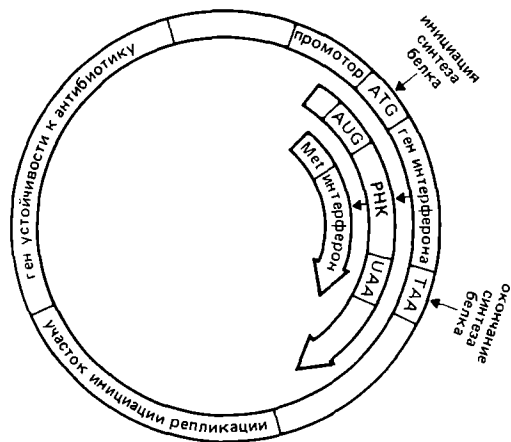 инициация
синтеза
белка
промотор
ATG
ген интерферона
TAA
окончание
синтеза
белка
AUG
РНК
UAA
Met
интерферон
ген устойчивости к антибиотику
участок инициации репликации